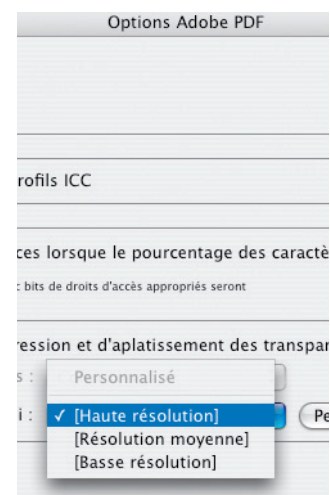 Options Adobe PDF
rofils ICC
ces lorsque le pourcentage des caractè
c bits de droits d'accès appropriés seront
ression et d'aplatissement des transpar
s : Personnalisé
i : ✓ [Haute résolution] Pe
[Résolution moyenne]
[Basse résolution]